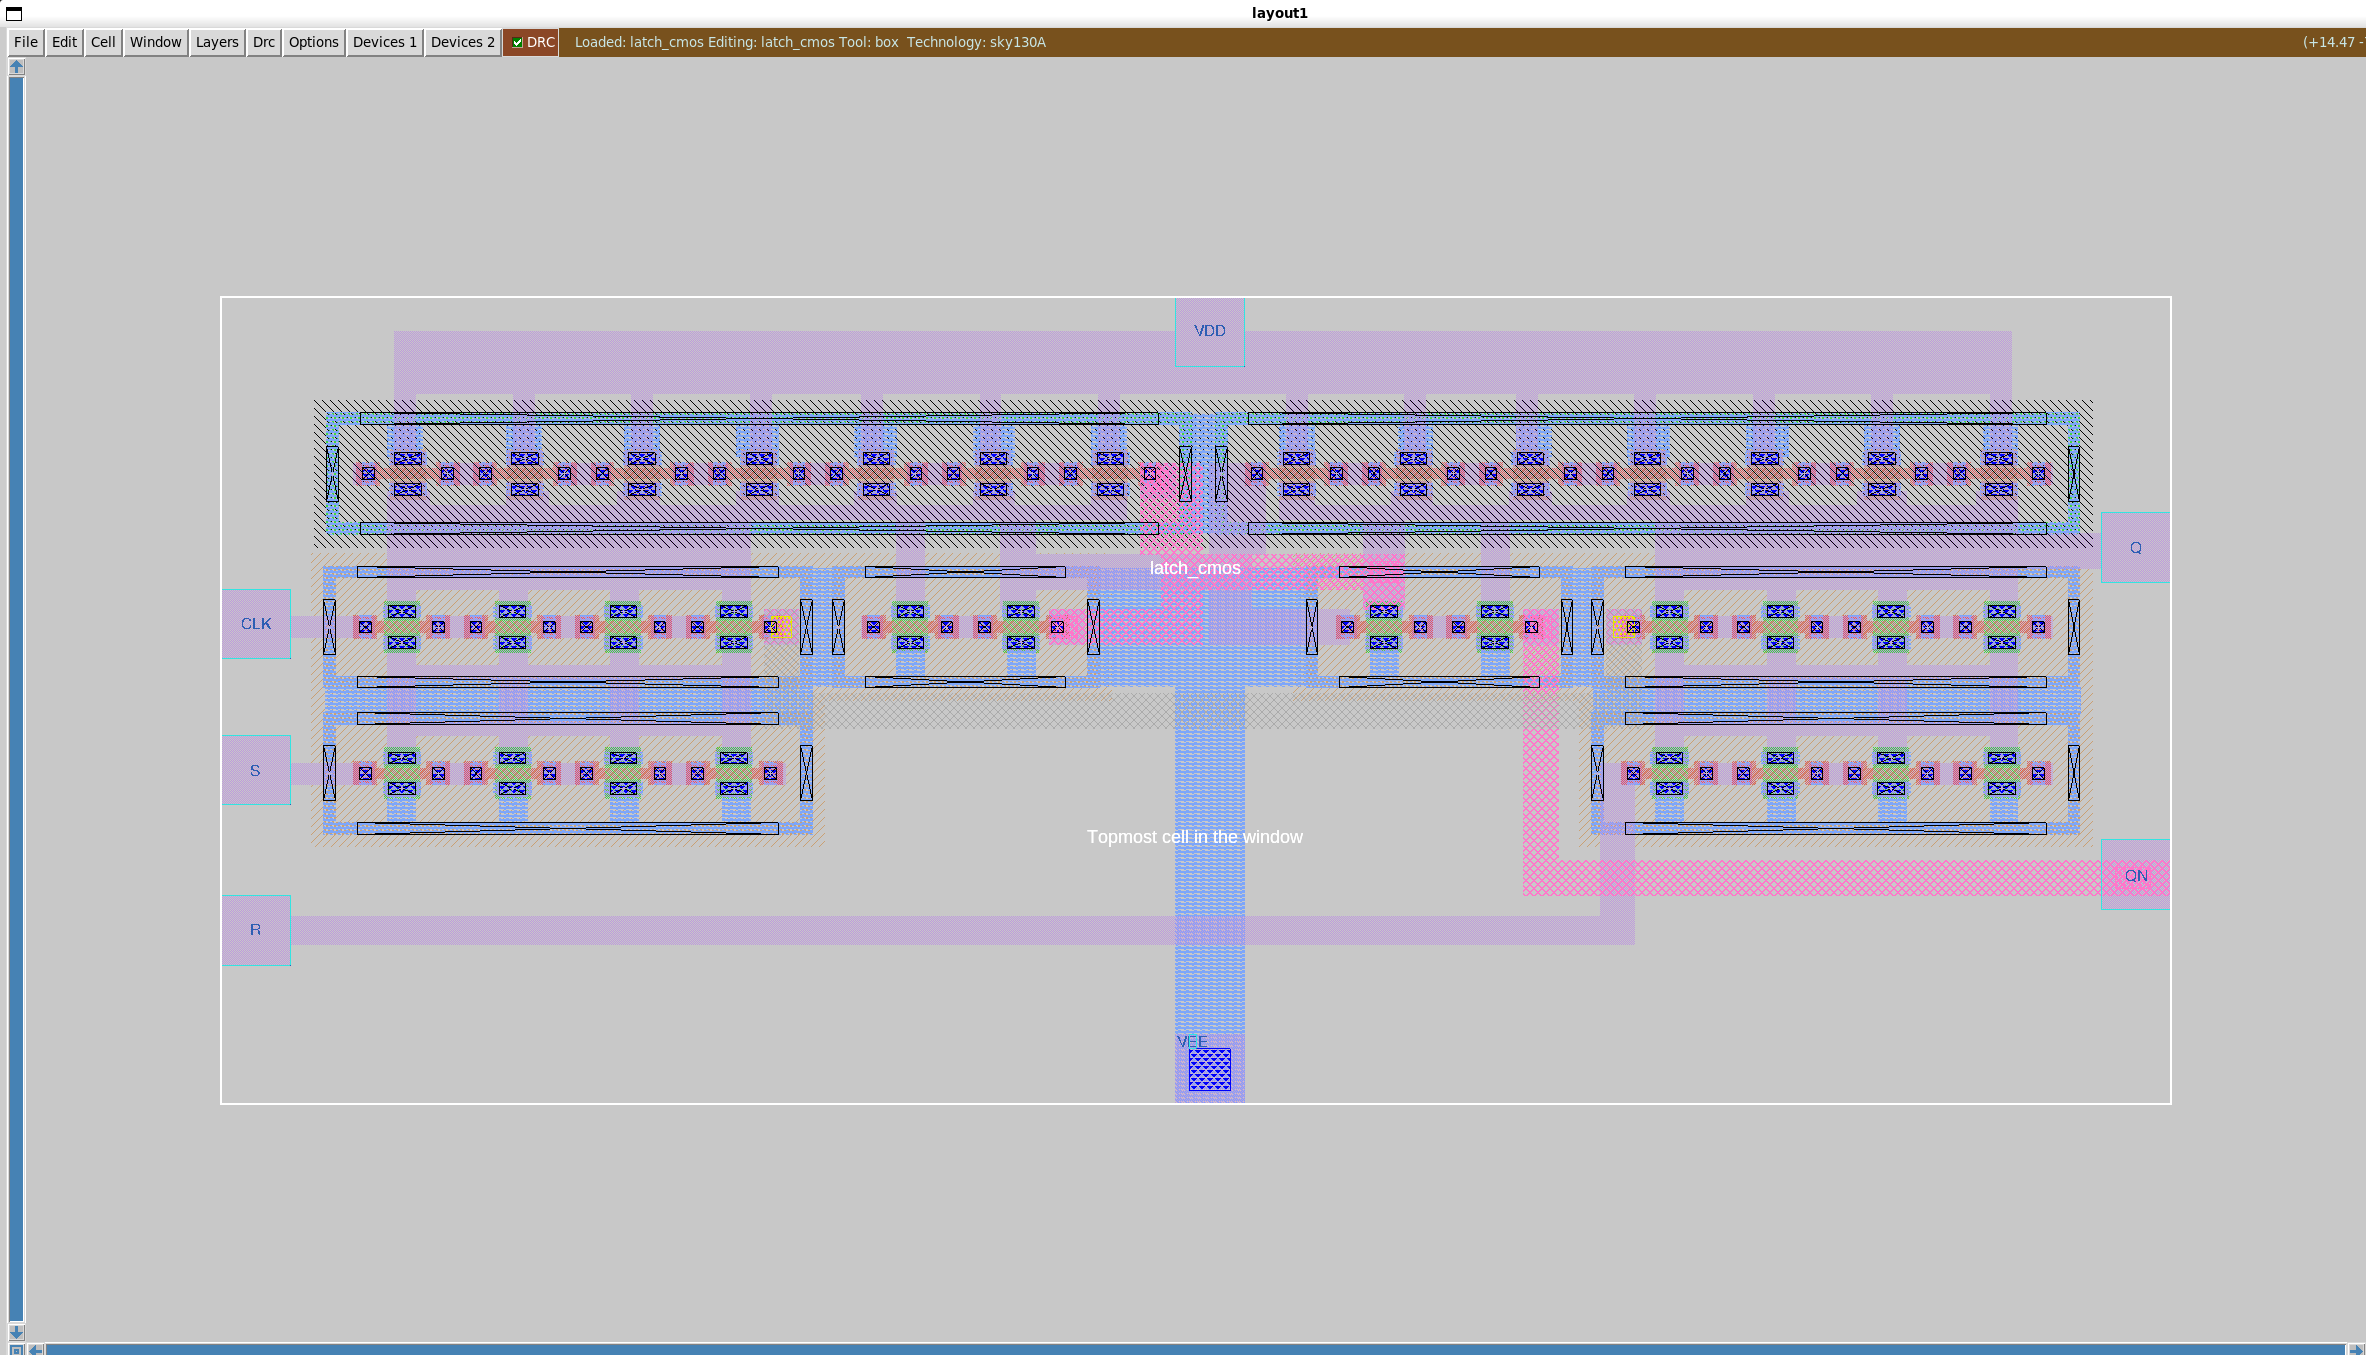 layout1
File Edit Cell Window Layers Drc Options Devices 1 Devices 2 DRC Loaded: latch_cmos Editing: latch_cmos Tool: box Technology: sky130A (+14.47 -
VDD
Q
latch_cmos
CLK
S
Topmost cell in the window
QN
R
VEE